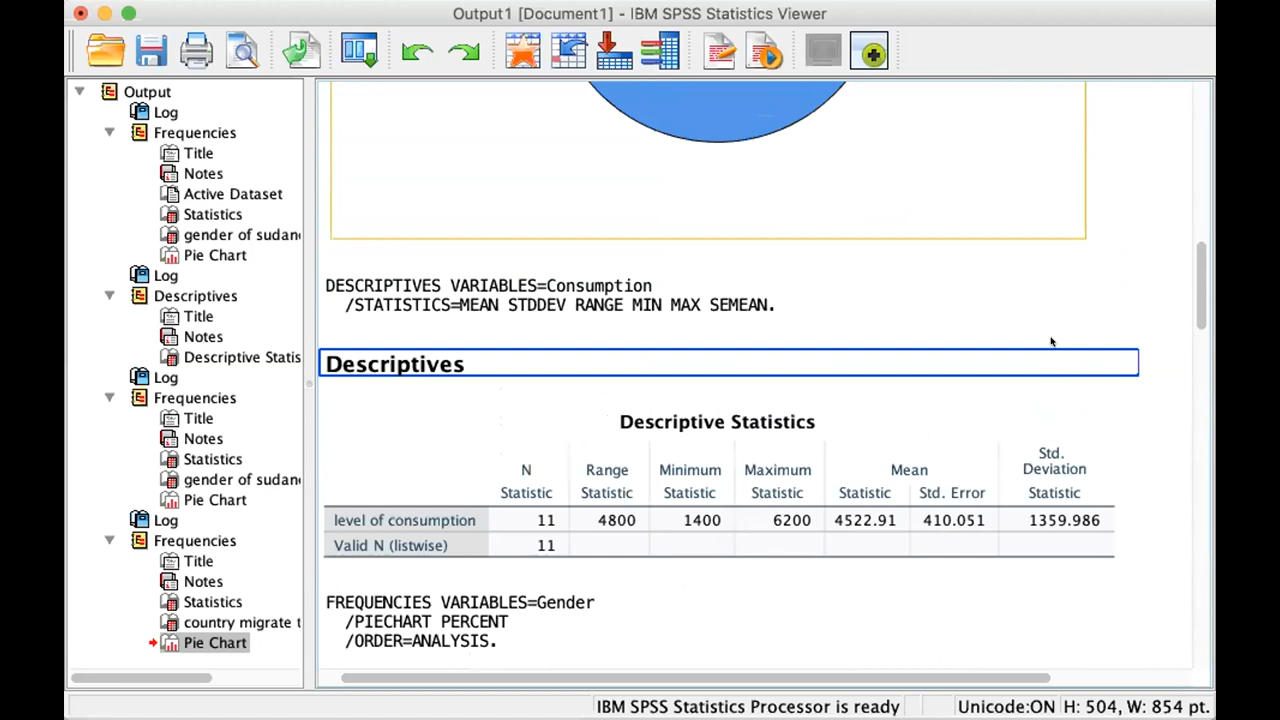 Output1 [Document1] - IBM SPSS Statistics Viewer
Output
Log
Frequencies
Title
Notes
Active Dataset
Statistics
gender of sudan
Pie Chart
Log
Descriptives
Title
Notes
Descriptive Statis
Log
Frequencies
Title
Notes
Statistics
gender of sudan
Pie Chart
Log
Frequencies
Title
Notes
Statistics
country migrate t
Pie Chart
DESCRIPTIVES VARIABLES=Consumption
/STATISTICS=MEAN STDDEV RANGE MIN MAX SEMEAN.
Descriptives
Descriptive Statistics
N Range Minimum Maximum Mean Std. Deviation
Statistic Statistic Statistic Statistic Statistic Std. Error Statistic
level of consumption 11 4800 1400 6200 4522.91 410.051 1359.986
Valid N (listwise) 11
FREQUENCIES VARIABLES=Gender
/PIECHART PERCENT
/ORDER=ANALYSIS.
IBM SPSS Statistics Processor is ready Unicode:ON H: 504, W: 854 pt.